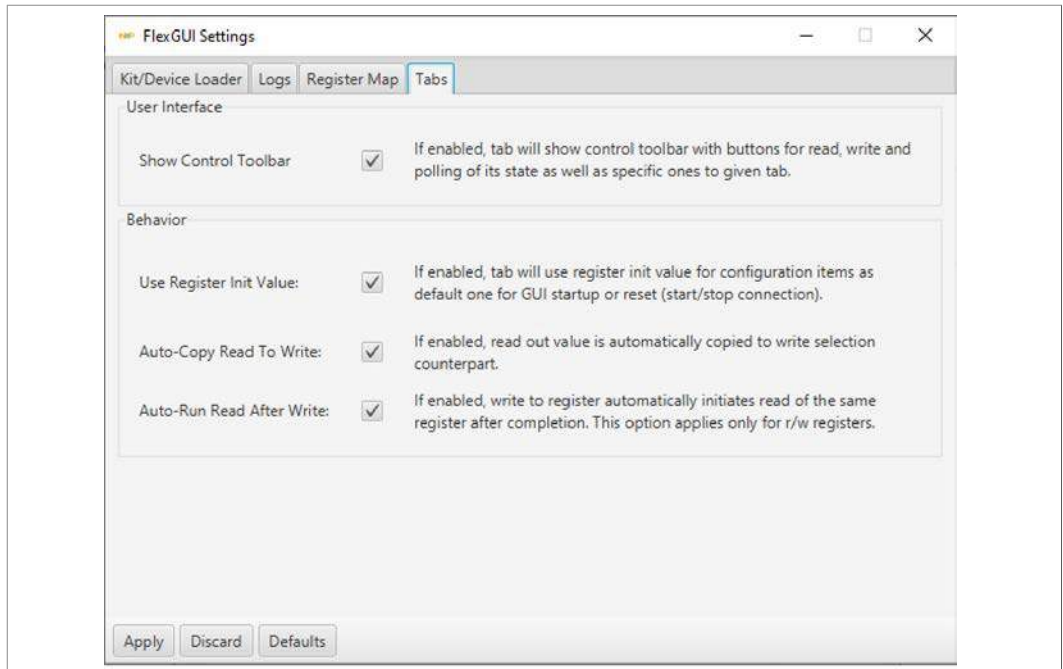 FlexGUI Settings
Kit/Device Loader Logs Register Map Tabs
User Interface
Show Control Toolbar
If enabled, tab will show control toolbar with buttons for read, write and
polling of its state as well as specific ones to given tab.
Behavior
Use Register Init Value:
If enabled, tab will use register init value for configuration items as
default one for GUI startup or reset (start/stop connection).
Auto-Copy Read To Write:
If enabled, read out value is automatically copied to write selection
counterpart.
Auto-Run Read After Write:
If enabled, write to register automatically initiates read of the same
register after completion. This option applies only for r/w registers.
Apply Discard Defaults